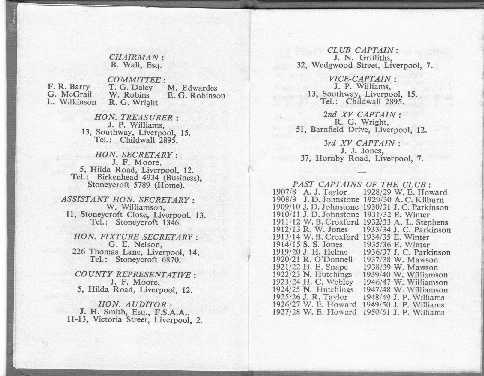 CHAIRMAN :
R. Wall, Esq.
COMMITTEE :
F. R. Barry T. G. Daley M. Edwardes
G. McGrail W. Robins E. G. Robinson
L. Wilkinson R. G. Wright
HON. TREASURER :
J. P. Williams,
13, Southway, Liverpool, 15.
Tel.: Childwall 2895.
HON. SECRETARY :
J. F. Moore,
5, Hilda Road, Liverpool, 12.
Tel.: Birkenhead 4934 (Business),
Stoneycroft 5789 (Home).
ASSISTANT HON. SECRETARY :
W. Williamson,
11, Stoneycroft Close, Liverpool, 13.
Tel.: Stoneycroft 1346.
HON. FIXTURE SECRETARY :
G. E. Nelson,
226 Thomas Lane, Liverpool, 14.
Tel.: Stoneycroft 6870.
COUNTY REPRESENTATIVE :
J. F. Moore,
5, Hilda Road, Liverpool, 12.
HON. AUDITOR :
J. H. Smith, Esq., F.S.A.A.,
11-13, Victoria Street, Liverpool, 2.
CLUB CAPTAIN :
J. N. Griffiths,
32, Wedgwood Street, Liverpool, 7.
VICE-CAPTAIN :
J. P. Williams,
13, Southway, Liverpool, 15.
Tel.: Childwall 2895.
2nd XV CAPTAIN :
R. G. Wright,
51, Barnfield Drive, Liverpool, 12.
3rd XV CAPTAIN :
J. J. Jones,
37, Hornby Road, Liverpool, 7.
PAST CAPTAINS OF THE CLUB :
1907/8 A. J. Taylor 1928/29 W. E. Howard
1908/9 J. D. Johnstone 1929/30 A. C. Kilburn
1909/10 J. D. Johnstone 1930/31 J. C. Parkinson
1910/11 J. D. Johnstone 1931/32 E. Winter
1911/12 W. B. Croxford 1932/33 A. L. Stephens
1912/13 R. W. Jones 1933/34 J. C. Parkinson
1913/14 W. B. Croxford 1934/35 E. Winter
1914/15 S. S. Jones 1935/36 E. Winter
1919/20 J. H. Helme 1936/37 J. C. Parkinson
1920/21 R. O'Donnell 1937/38 W. Mawson
1921/22 H. E. Snape 1938/39 W. Mawson
1922/23 N. Hutchings 1939/40 W. Williamson
1923/24 H. C. Webley 1946/47 W. Williamson
1924/25 N. Hutchings 1947/48 W. Williamson
1925/26 J. R. Taylor 1948/49 J. P. Williams
1926/27 W. E. Howard 1949/50 J. P. Williams
1927/28 W. E. Howard 1950/51 J. P. Williams